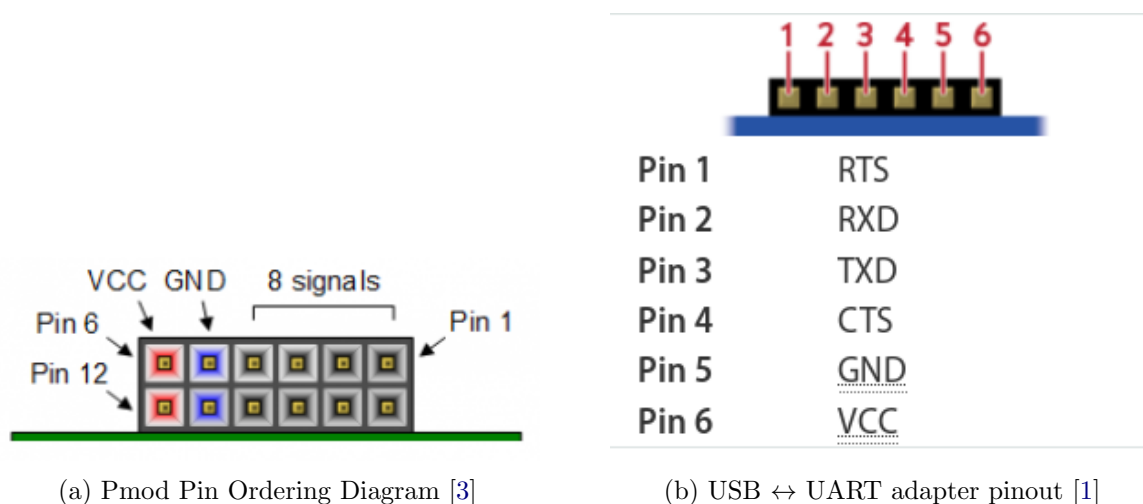 VCC GND 8 signals
Pin 6
Pin 1
Pin 12
(a) Pmod Pin Ordering Diagram [3]
1 2 3 4 5 6
Pin 1 RTS
Pin 2 RXD
Pin 3 TXD
Pin 4 CTS
Pin 5 GND
Pin 6 VCC
(b) USB ↔ UART adapter pinout [1]